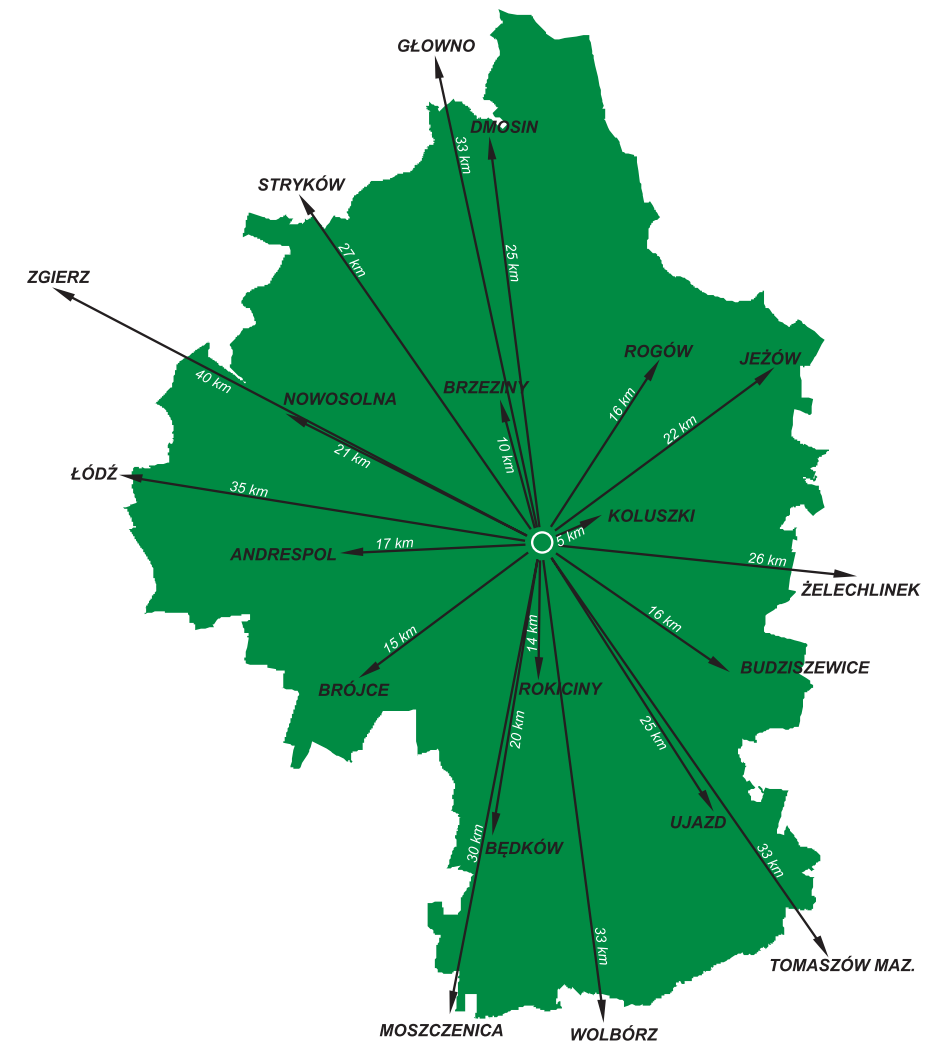 GŁOWNO
DMOSIN
33 km
STRYKÓW
27 km
25 km
ZGIERZ
40 km
NOWOSOLNA
BRZEZINY
ROGÓW
JEŻÓW
16 km
22 km
21 km
10 km
ŁÓDŹ
35 km
KOLUSZKI
5 km
ANDRESPOL
17 km
26 km
ŻELECHLINEK
15 km
14 km
16 km
BRÓJCE
ROKICINY
BUDZISZEWICE
20 km
25 km
UJAZD
30 km
BĘDKÓW
33 km
33 km
TOMASZÓW MAZ.
MOSZCZENICA
WOLBÓRZ